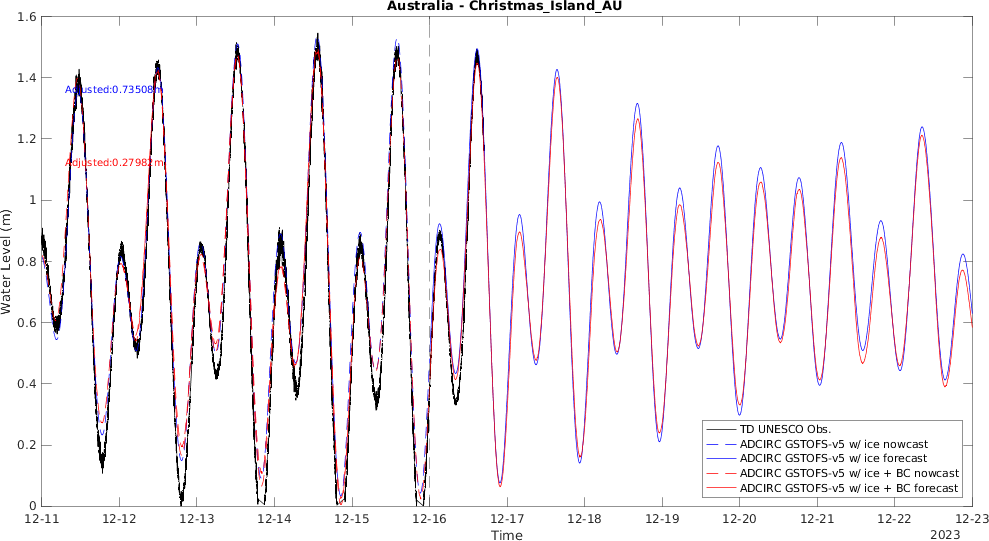 Australia - Christmas_Island_AU
1.6
1.4
1.2
1
0.8
0.6
0.4
0.2
0
Water Level (m)
Adjusted:0.73508m
Adjusted:0.27982m
TD UNESCO Obs.
ADCIRC GSTOFS-v5 w/ ice nowcast
ADCIRC GSTOFS-v5 w/ ice forecast
ADCIRC GSTOFS-v5 w/ ice + BC nowcast
ADCIRC GSTOFS-v5 w/ ice + BC forecast
12-11 12-12 12-13 12-14 12-15 12-16 12-17 12-18 12-19 12-20 12-21 12-22 12-23
Time
2023